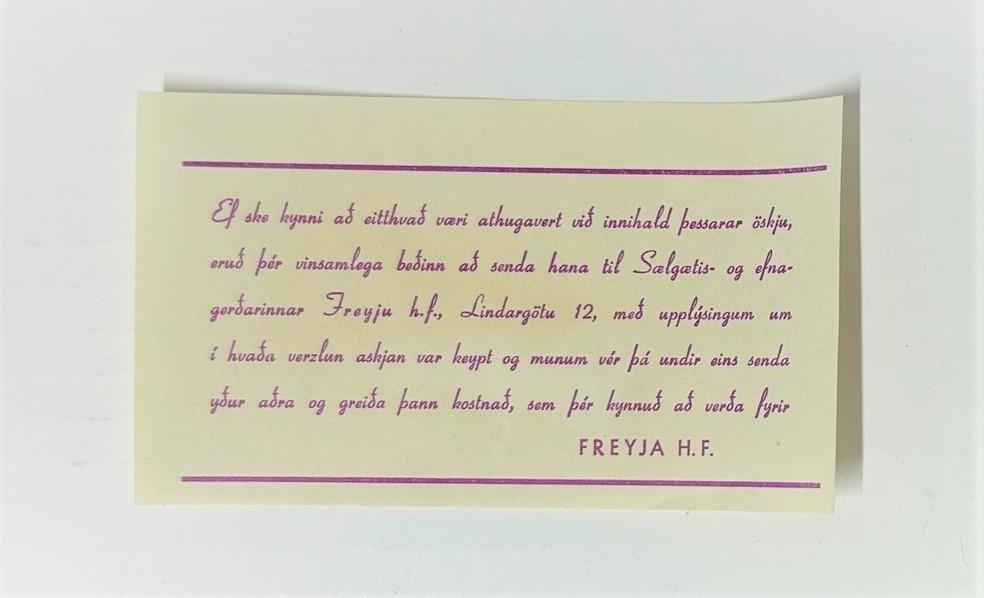 Ef ske kynni að eitthvað væri athugavert við innihald þessarar öskju,
eruð þér vinsamlega beðinn að senda hana til Sælgætis- og efna-
gerðarinnar Freyju h.f., Lindargötu 12, með upplýsingum um
í hvaða verzlun askjan var keypt og munum vér þá undir eins senda
yður aðra og greiða þann kostnað, sem þér kynnuð að verða fyrir
FREYJA H.F.